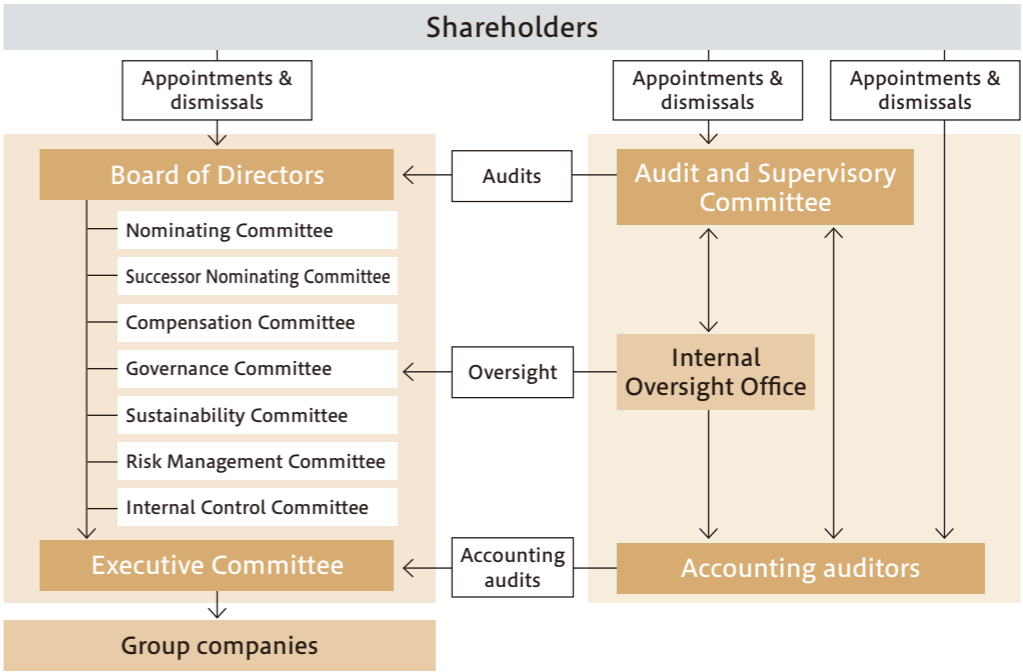 Shareholders
Appointments &
dismissals
Appointments &
dismissals
Appointments &
dismissals
Board of Directors
Audits
Audit and Supervisory
Committee
Nominating Committee
Successor Nominating Committee
Compensation Committee
Governance Committee
Sustainability Committee
Risk Management Committee
Internal Control Committee
Oversight
Internal
Oversight Office
Executive Committee
Accounting
audits
Accounting auditors
Group companies